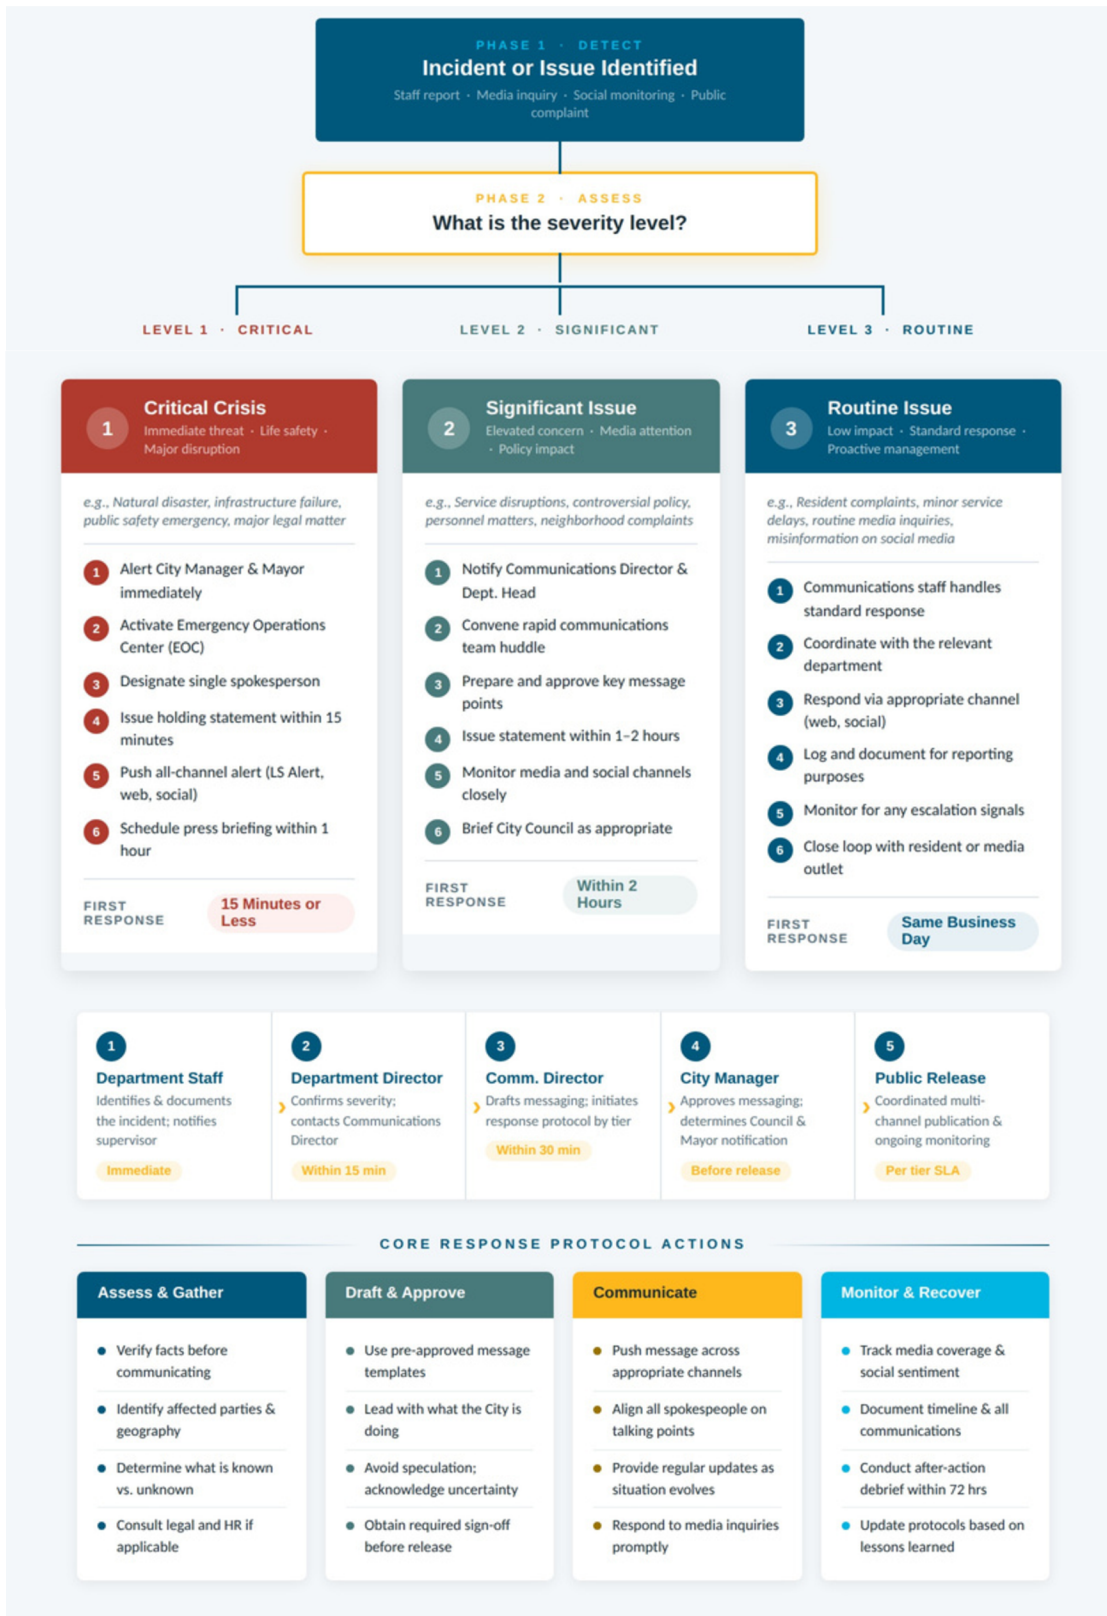 PHASE 1 · DETECT
Incident or Issue Identified
Staff report · Media inquiry · Social monitoring · Public
complaint
PHASE 2 · ASSESS
What is the severity level?
LEVEL 1 · CRITICAL
LEVEL 2 · SIGNIFICANT
LEVEL 3 · ROUTINE
1
Critical Crisis
Immediate threat · Life safety ·
Major disruption
e.g., Natural disaster, infrastructure failure,
public safety emergency, major legal matter
1 Alert City Manager & Mayor
immediately
2 Activate Emergency Operations
Center (EOC)
3 Designate single spokesperson
4 Issue holding statement within 15
minutes
5 Push all-channel alert (LS Alert,
web, social)
6 Schedule press briefing within 1
hour
FIRST
RESPONSE
15 Minutes or
Less
2
Significant Issue
Elevated concern · Media attention
· Policy impact
e.g., Service disruptions, controversial policy,
personnel matters, neighborhood complaints
1 Notify Communications Director &
Dept. Head
2 Convene rapid communications
team huddle
3 Prepare and approve key message
points
4 Issue statement within 1–2 hours
5 Monitor media and social channels
closely
6 Brief City Council as appropriate
FIRST
RESPONSE
Within 2
Hours
3
Routine Issue
Low impact · Standard response ·
Proactive management
e.g., Resident complaints, minor service
delays, routine media inquiries,
misinformation on social media
1 Communications staff handles
standard response
2 Coordinate with the relevant
department
3 Respond via appropriate channel
(web, social)
4 Log and document for reporting
purposes
5 Monitor for any escalation signals
6 Close loop with resident or media
outlet
FIRST
RESPONSE
Same Business
Day
1
Department Staff
Identifies & documents
the incident; notifies
supervisor
Immediate
›
2
Department Director
Confirms severity;
contacts Communications
Director
Within 15 min
›
3
Comm. Director
Drafts messaging; initiates
response protocol by tier
Within 30 min
›
4
City Manager
Approves messaging;
determines Council &
Mayor notification
Before release
›
5
Public Release
Coordinated multi-
channel publication &
ongoing monitoring
Per tier SLA
CORE RESPONSE PROTOCOL ACTIONS
Assess & Gather
Verify facts before
communicating
Identify affected parties &
geography
Determine what is known
vs. unknown
Consult legal and HR if
applicable
Draft & Approve
Use pre-approved message
templates
Lead with what the City is
doing
Avoid speculation;
acknowledge uncertainty
Obtain required sign-off
before release
Communicate
Push message across
appropriate channels
Align all spokespeople on
talking points
Provide regular updates as
situation evolves
Respond to media inquiries
promptly
Monitor & Recover
Track media coverage &
social sentiment
Document timeline & all
communications
Conduct after-action
debrief within 72 hrs
Update protocols based on
lessons learned